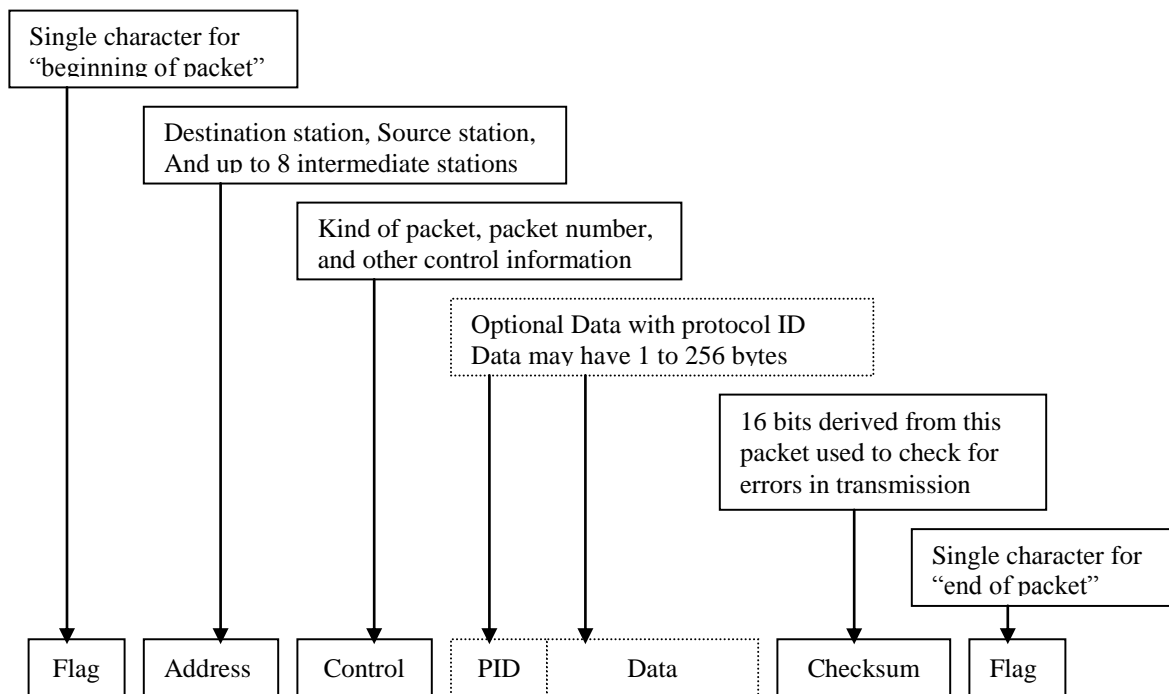 Single character for
“beginning of packet”
Destination station, Source station,
And up to 8 intermediate stations
Kind of packet, packet number,
and other control information
Optional Data with protocol ID
Data may have 1 to 256 bytes
16 bits derived from this
packet used to check for
errors in transmission
Single character for
“end of packet”
Flag Address Control PID Data Checksum Flag